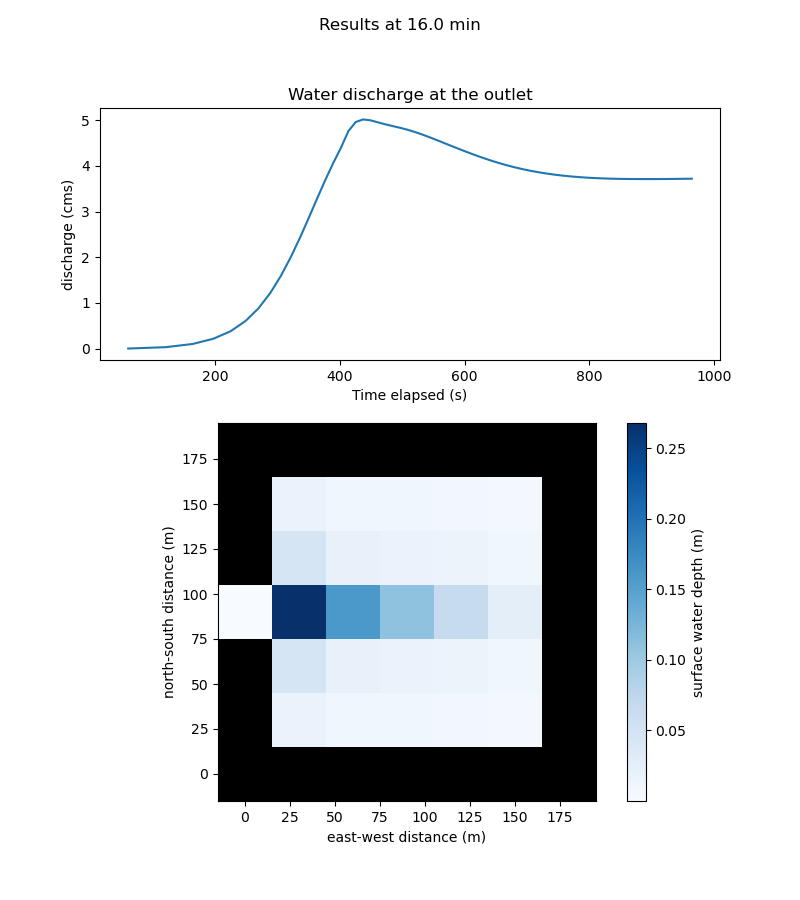 Results at 16.0 min
Water discharge at the outlet
5
4
3
2
1
0
discharge (cms)
200 400 600 800 1000
Time elapsed (s)
175
150
125
100
75
50
25
0
north-south distance (m)
0 25 50 75 100 125 150 175
east-west distance (m)
0.25
0.20
0.15
0.10
0.05
surface water depth (m)